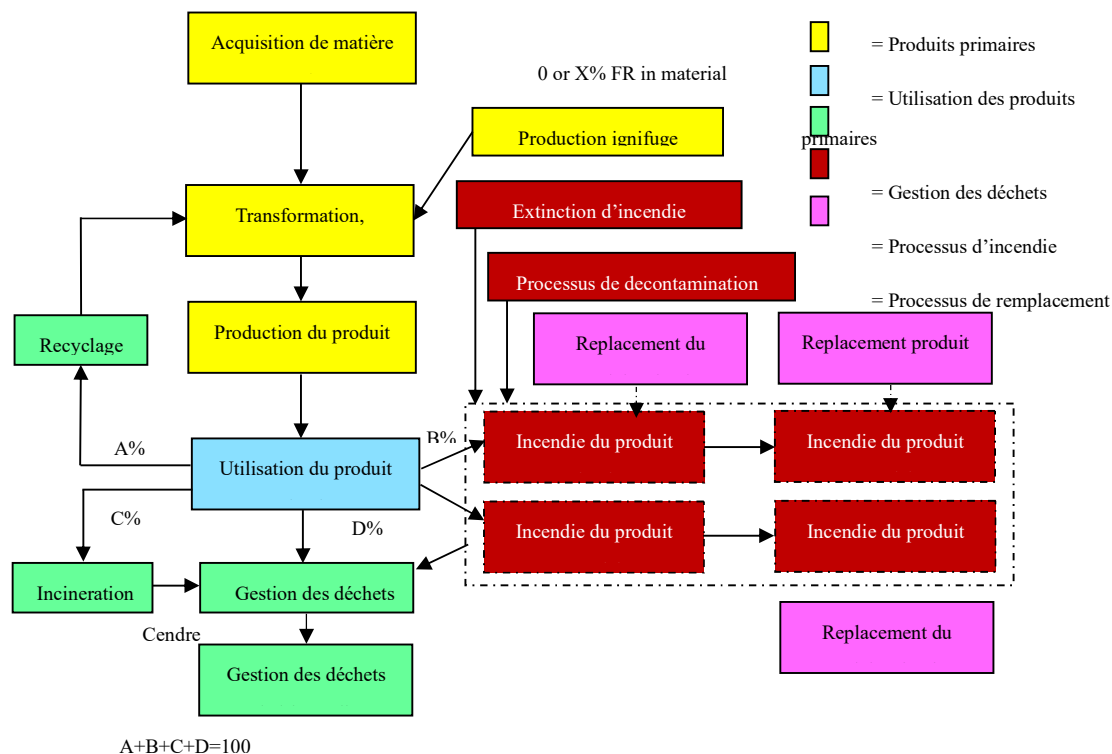 Acquisition de matière
0 or X% FR in material
Production ignifuge
Transformation,
Extinction d'incendie
Processus de decontamination
Production du produit
Recyclage
Replacement du
Replacement produit
A%
B%
Utilisation du produit
Incendie du produit
Incendie du produit
C%
D%
Incendie du produit
Incendie du produit
Incineration
Gestion des déchets
Cendre
Gestion des déchets
Replacement du
A+B+C+D=100
= Produits primaires
= Utilisation des produits
primaires
= Gestion des déchets
= Processus d'incendie
= Processus de remplacement